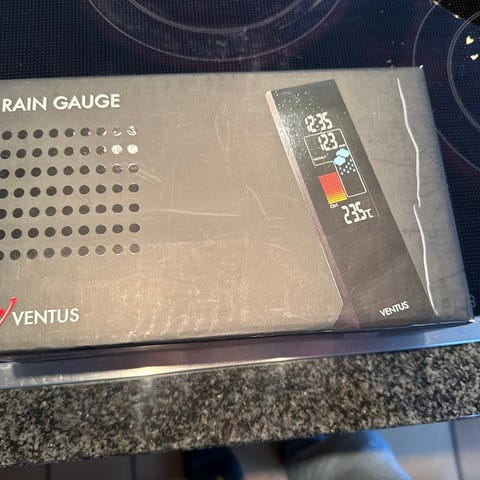 RAIN GAUGE
12:35
12.3
23.5°C
VENTUS
VENTUS